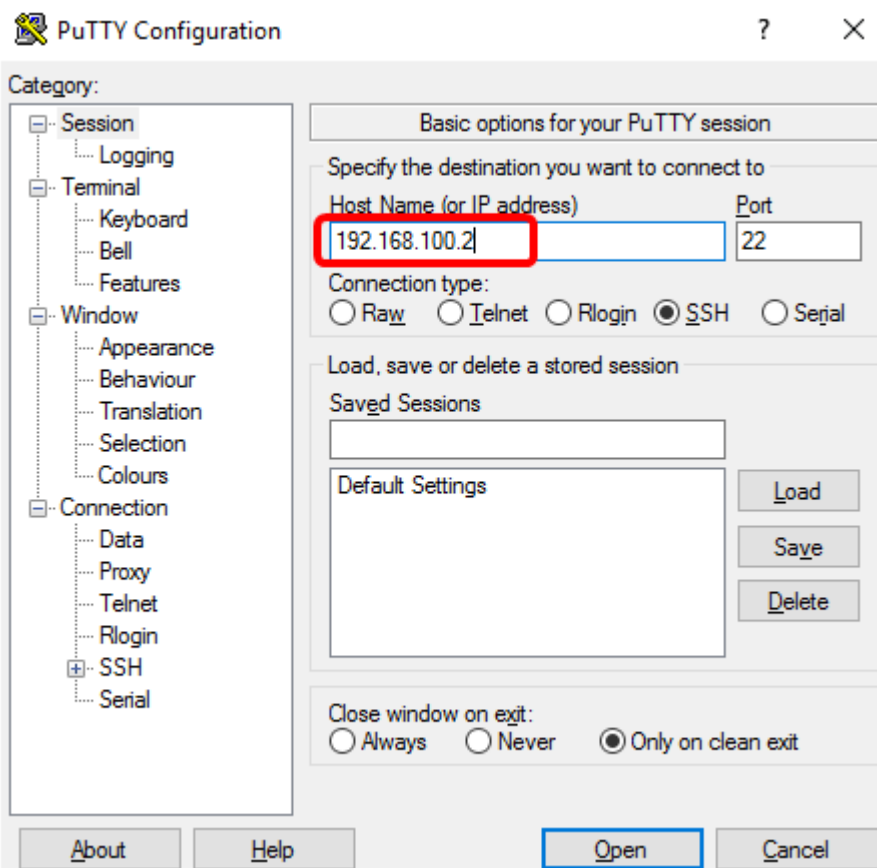 PuTTY Configuration ?
Category:
Session
Logging
Terminal
Keyboard
Bell
Features
Window
Appearance
Behaviour
Translation
Selection
Colours
Connection
Data
Proxy
Telnet
Rlogin
SSH
Serial
Basic options for your PuTTY session
Specify the destination you want to connect to
Host Name (or IP address) Port
192.168.100.2 22
Connection type:
Raw Telnet Rlogin SSH Serial
Load, save or delete a stored session
Saved Sessions
Default Settings
Load
Save
Delete
Close window on exit:
Always Never Only on clean exit
About Help Open Cancel